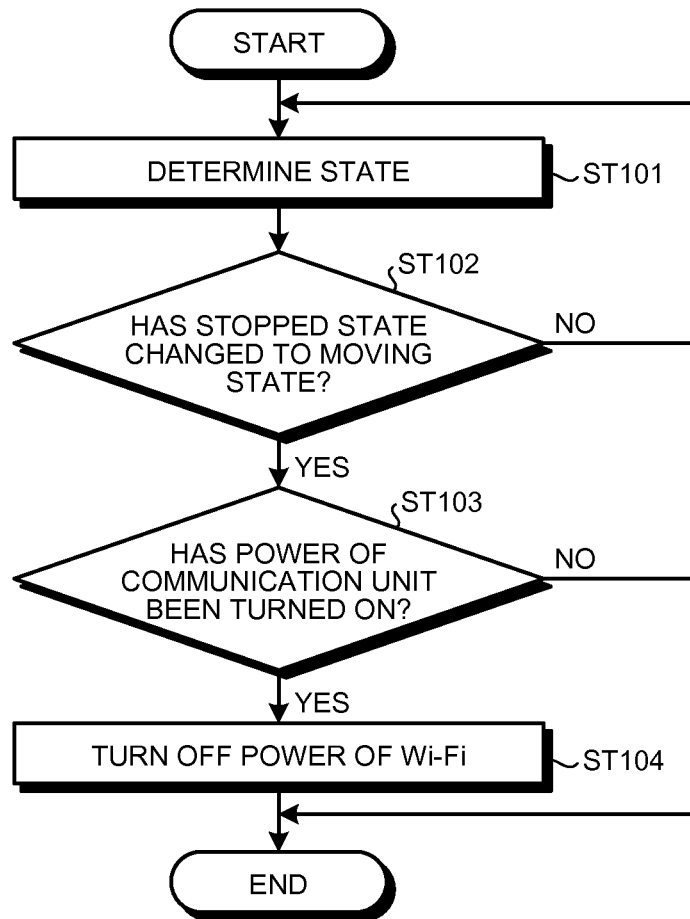 START
DETERMINE STATE
ST101
ST102
HAS STOPPED STATE
CHANGED TO MOVING
STATE?
NO
YES
ST103
HAS POWER OF
COMMUNICATION UNIT
BEEN TURNED ON?
NO
YES
TURN OFF POWER OF Wi-Fi
ST104
END